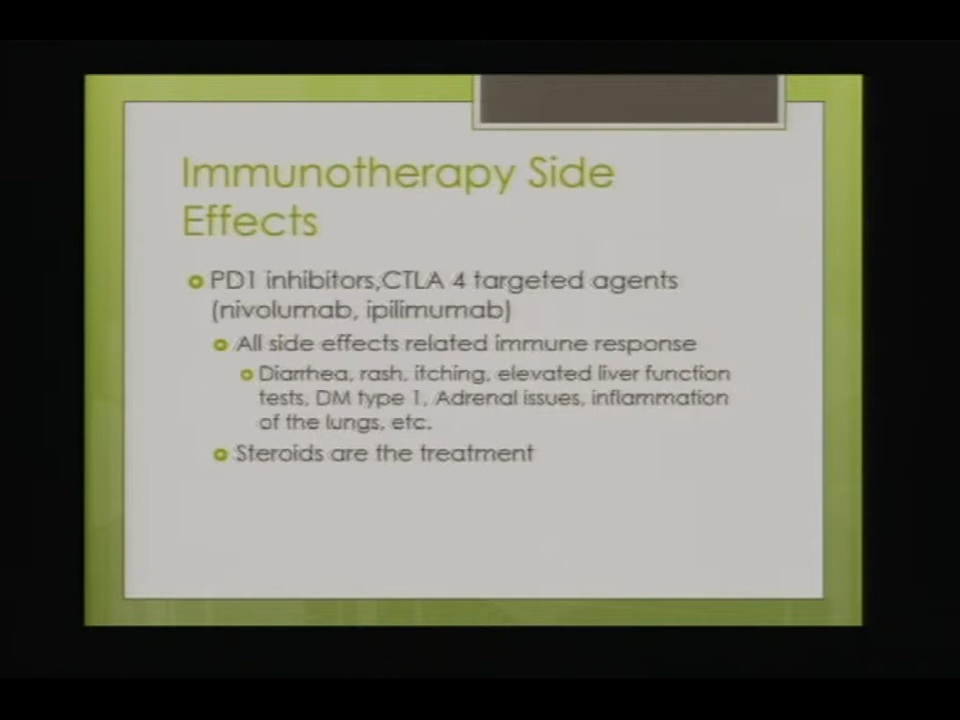 Immunotherapy Side
Effects
PD1 inhibitors,CTLA 4 targeted agents
(nivolumab, ipilimumab)
All side effects related immune response
Diarrhea, rash, itching, elevated liver function
tests, DM type 1, Adrenal issues, inflammation
of the lungs, etc.
Steroids are the treatment